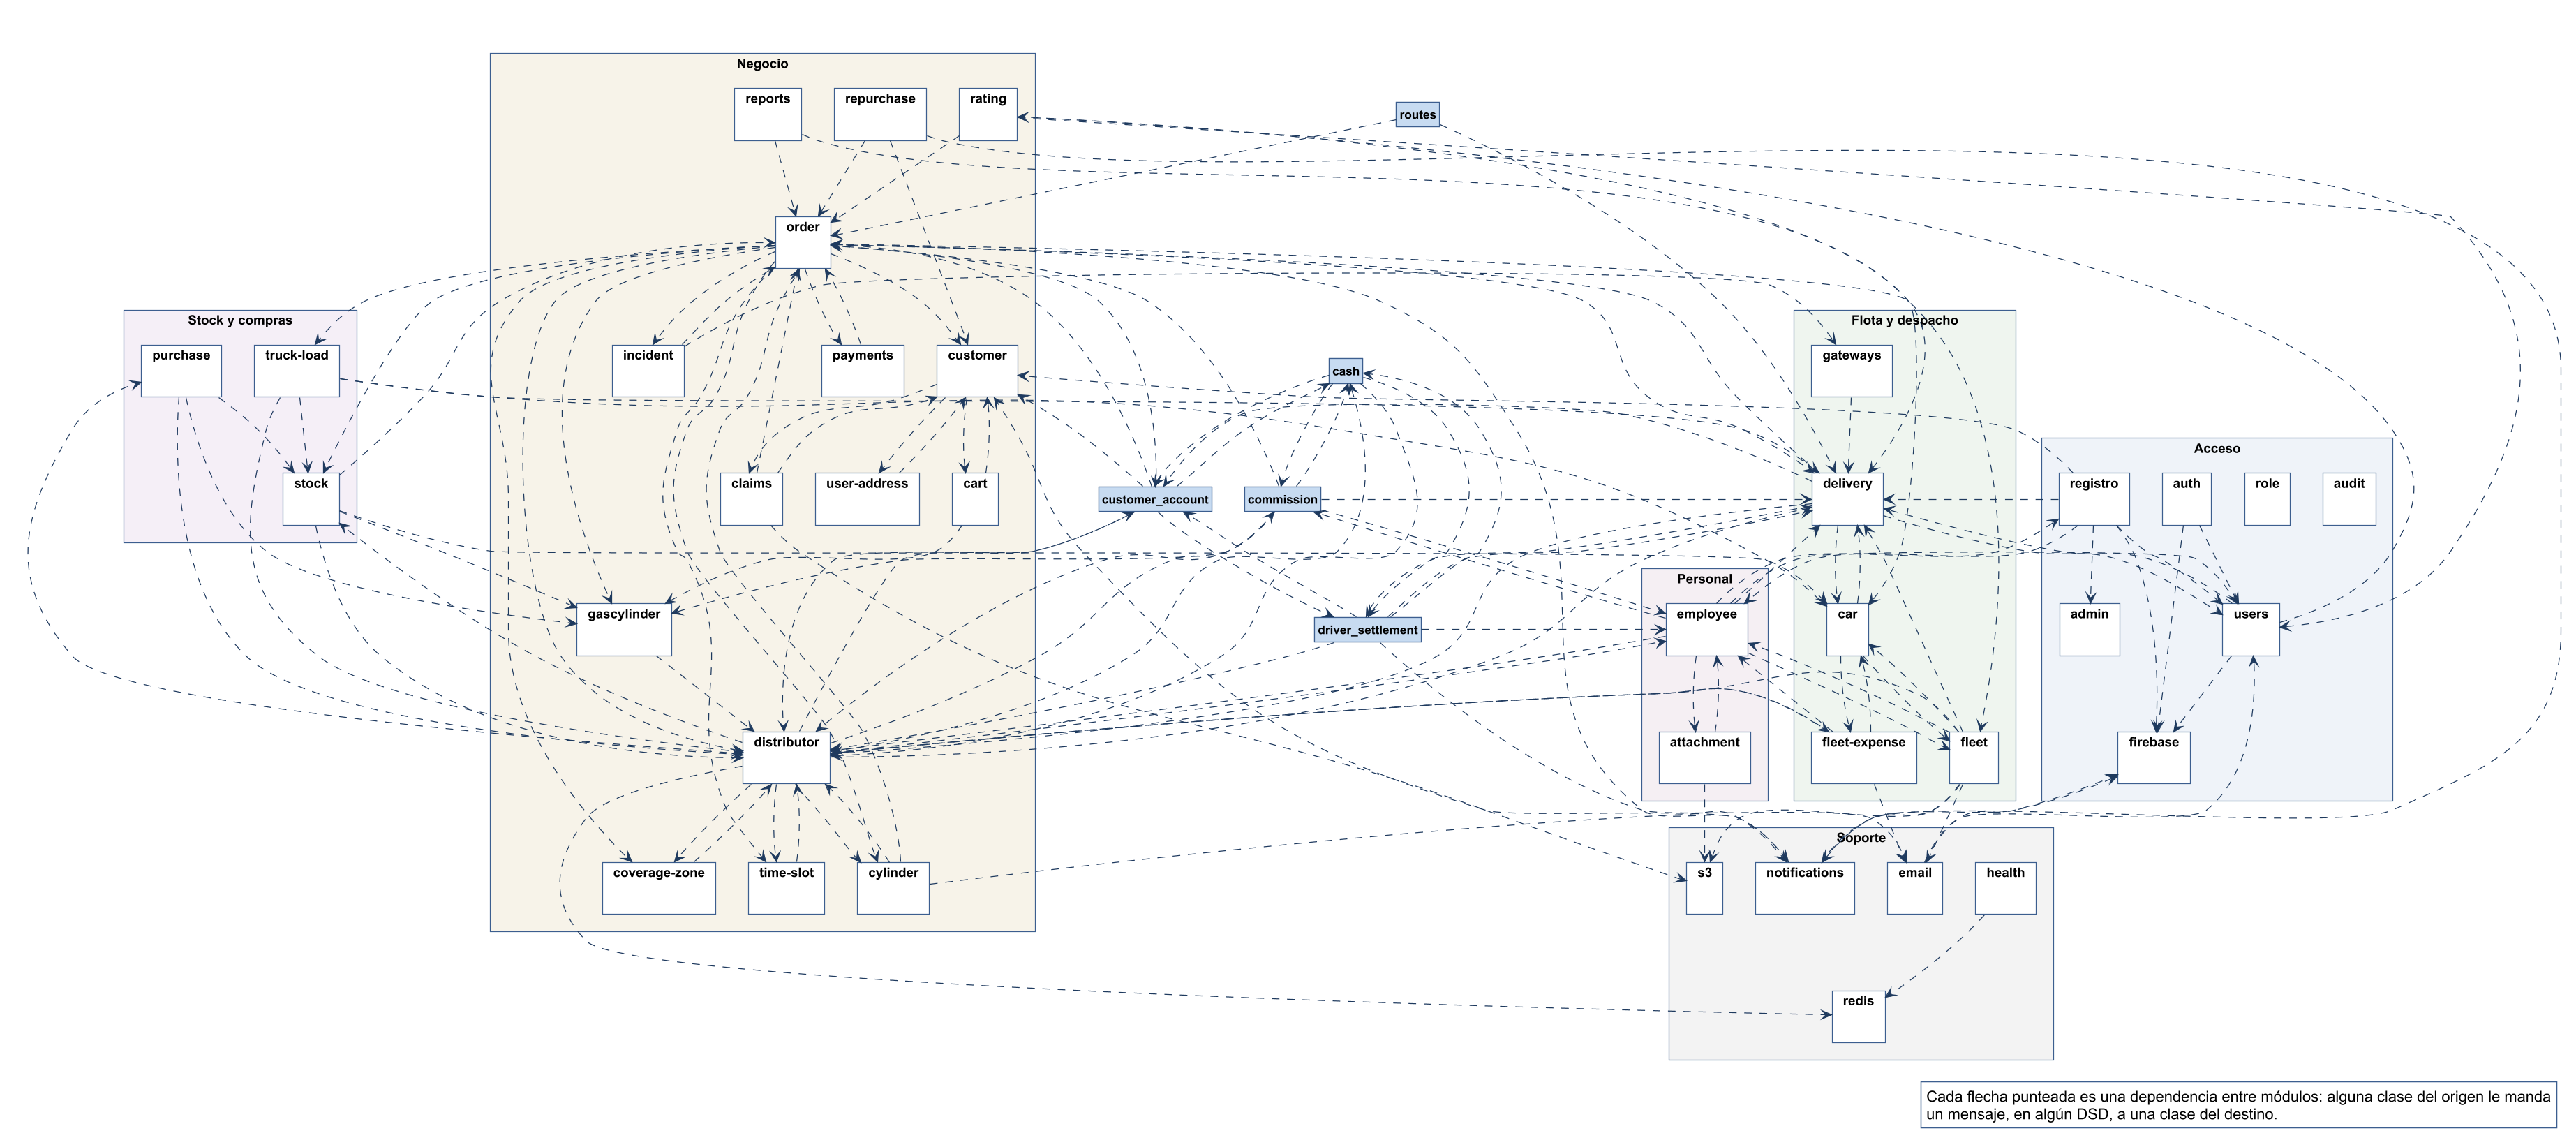 Negocio
reports
repurchase
rating
routes
order
Stock y compras
purchase
truck-load
incident
payments
customer
cash
Flota y despacho
gateways
Acceso
stock
claims
user-address
cart
customer_account
commission
delivery
registro
auth
role
audit
Personal
gascylinder
driver_settlement
employee
car
admin
users
distributor
attachment
fleet-expense
fleet
firebase
Soporte
coverage-zone
time-slot
cylinder
s3
notifications
email
health
redis
Cada flecha punteada es una dependencia entre módulos: alguna clase del origen le manda
un mensaje, en algún DSD, a una clase del destino.